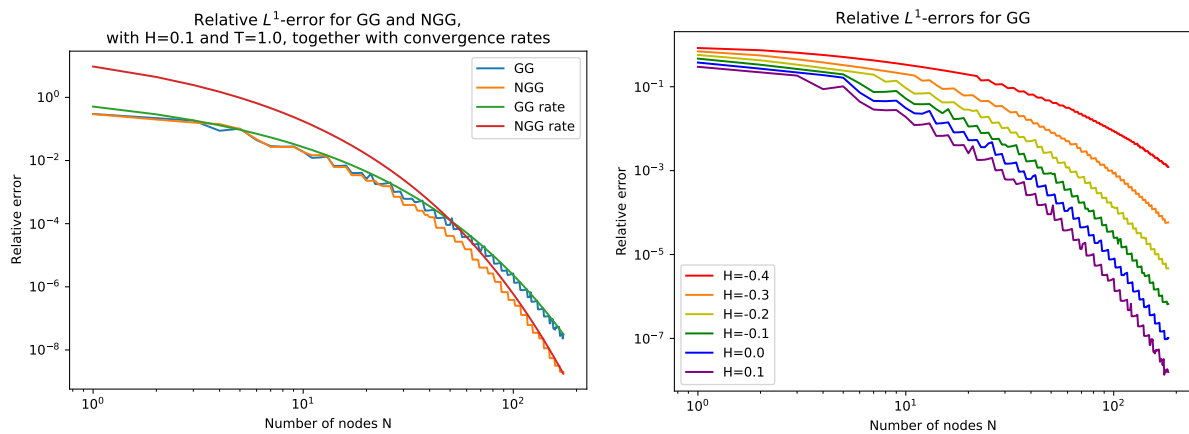 Relative L¹-error for GG and NGG,
with H=0.1 and T=1.0, together with convergence rates
GG
NGG
GG rate
NGG rate
10⁰
10⁻²
10⁻⁴
10⁻⁶
10⁻⁸
Relative error
10⁰
10¹
10²
Number of nodes N
Relative L¹-errors for GG
10⁻¹
10⁻³
10⁻⁵
10⁻⁷
Relative error
H=-0.4
H=-0.3
H=-0.2
H=-0.1
H=0.0
H=0.1
10⁰
10¹
10²
Number of nodes N